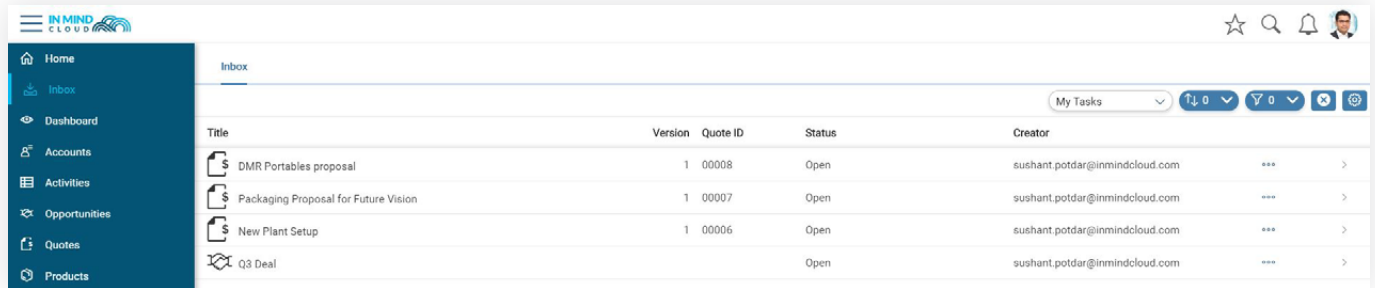 IN MIND
CLOUD
Home
Inbox
Dashboard
Accounts
Activities
Opportunities
Quotes
Products
Inbox
My Tasks 0 0
Title Version Quote ID Status Creator
$ DMR Portables proposal 1 00008 Open sushant.potdar@inmindcloud.com
$ Packaging Proposal for Future Vision 1 00007 Open sushant.potdar@inmindcloud.com
$ New Plant Setup 1 00006 Open sushant.potdar@inmindcloud.com
Q3 Deal Open sushant.potdar@inmindcloud.com